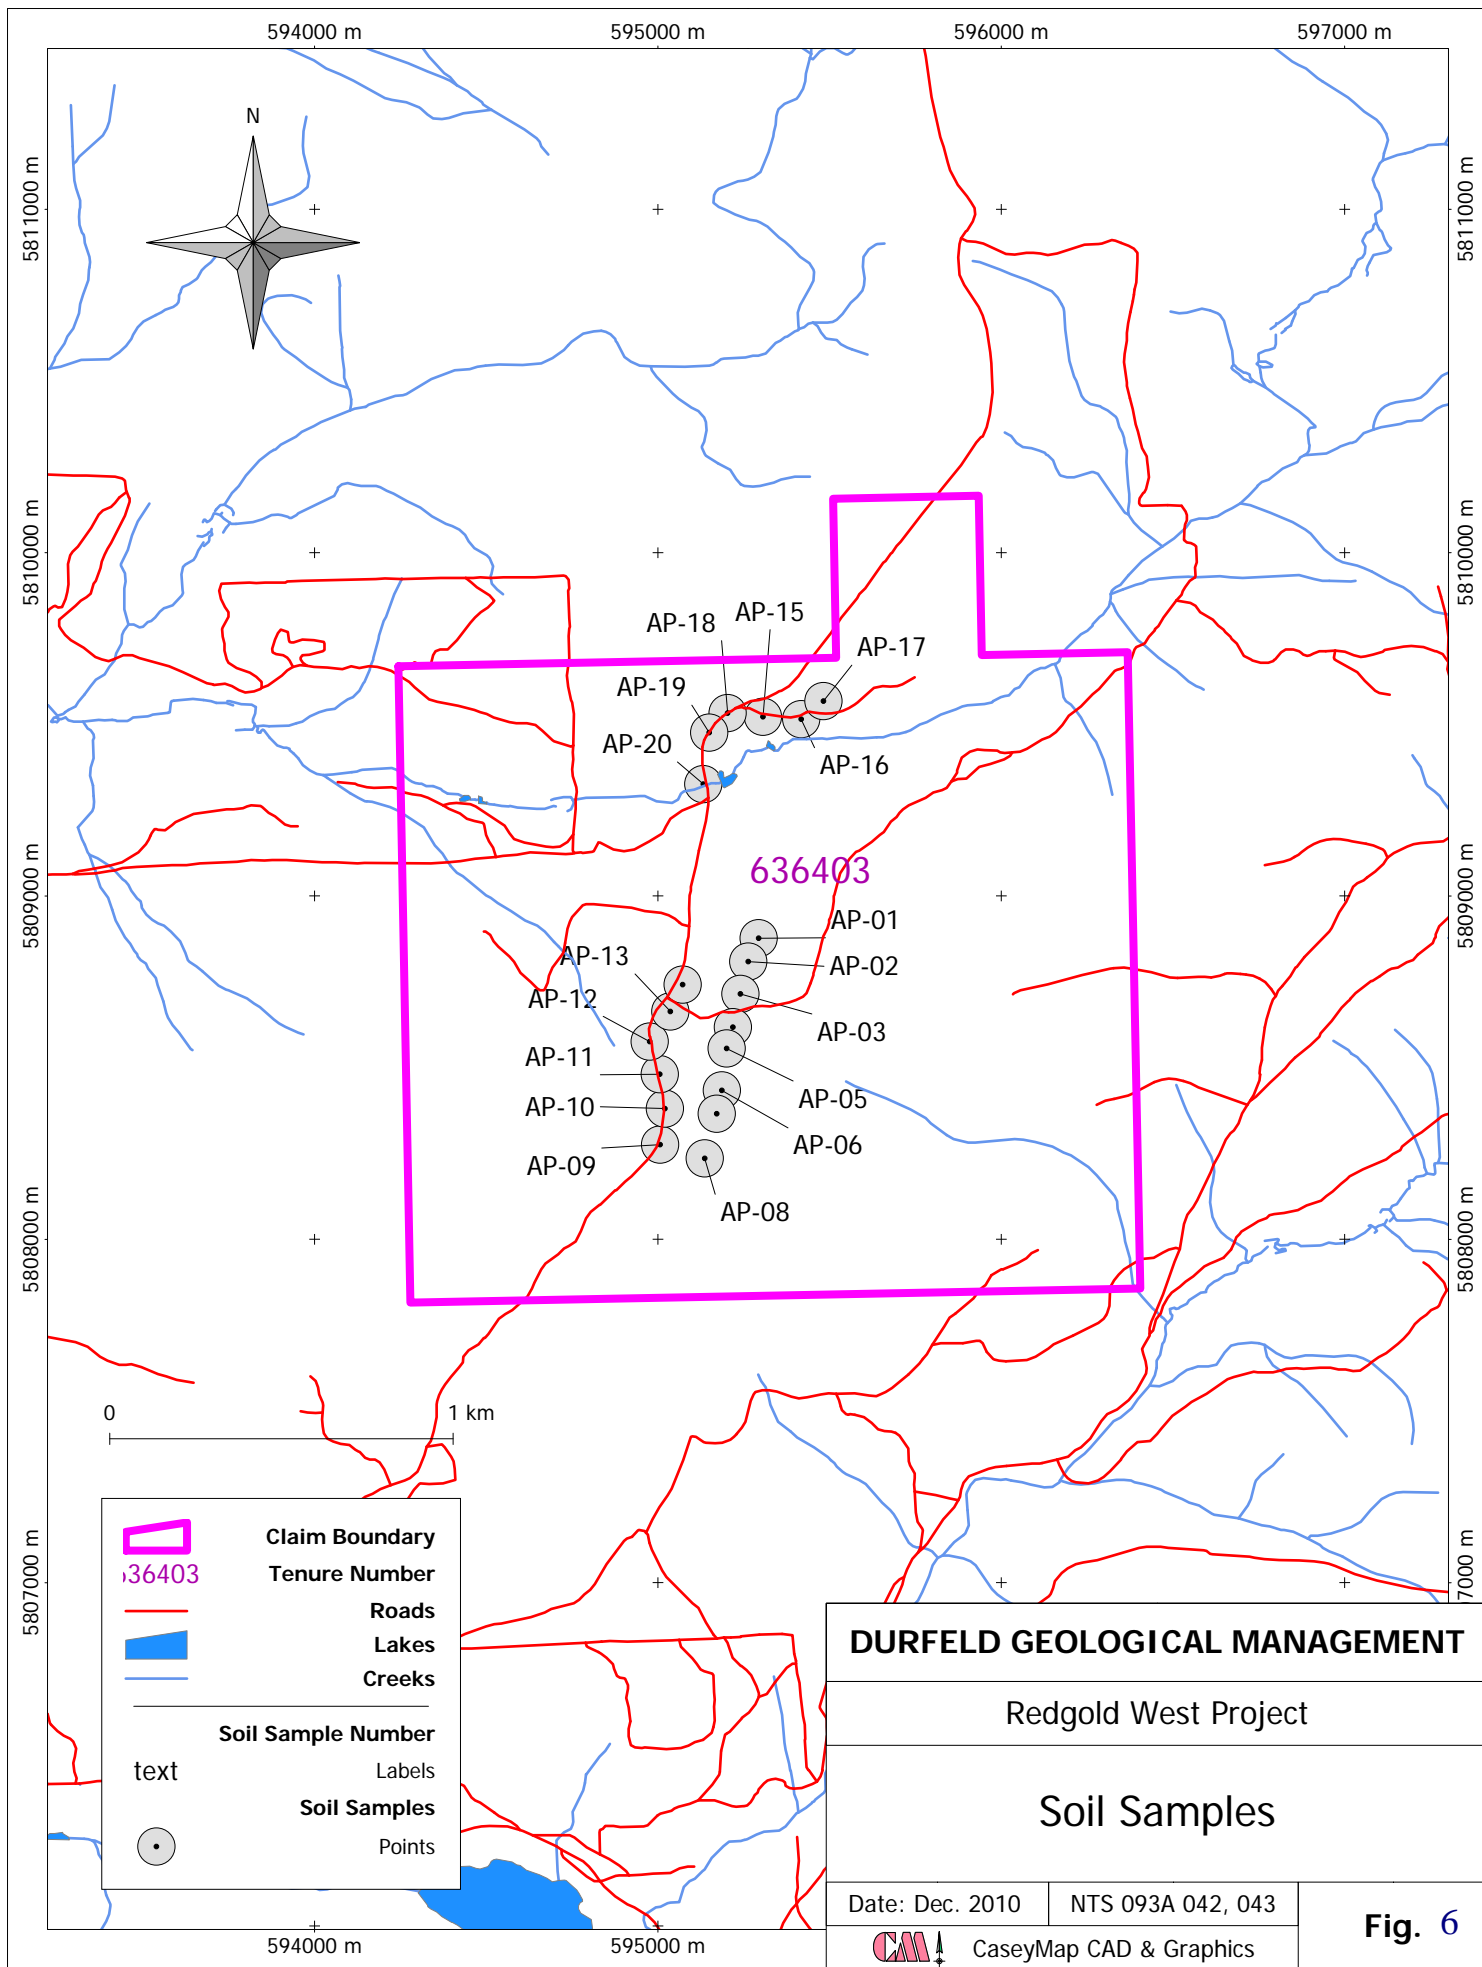 594000 m
595000 m
596000 m
597000 m
N
5811000 m
5811000 m
5810000 m
5810000 m
AP-18
AP-15
AP-17
AP-19
AP-20
AP-16
636403
5809000 m
5809000 m
AP-01
AP-13
AP-02
AP-12
AP-03
AP-11
AP-10
AP-05
AP-06
AP-09
AP-08
5808000 m
5808000 m
0
1 km
Claim Boundary
36403
Tenure Number
Roads
Lakes
Creeks
Soil Sample Number
text
Labels
Soil Samples
Points
5807000 m
7000 m
DURFELD GEOLOGICAL MANAGEMENT
Redgold West Project
Soil Samples
Date: Dec. 2010
NTS 093A 042, 043
Fig. 6
CM
CaseyMap CAD & Graphics
594000 m
595000 m